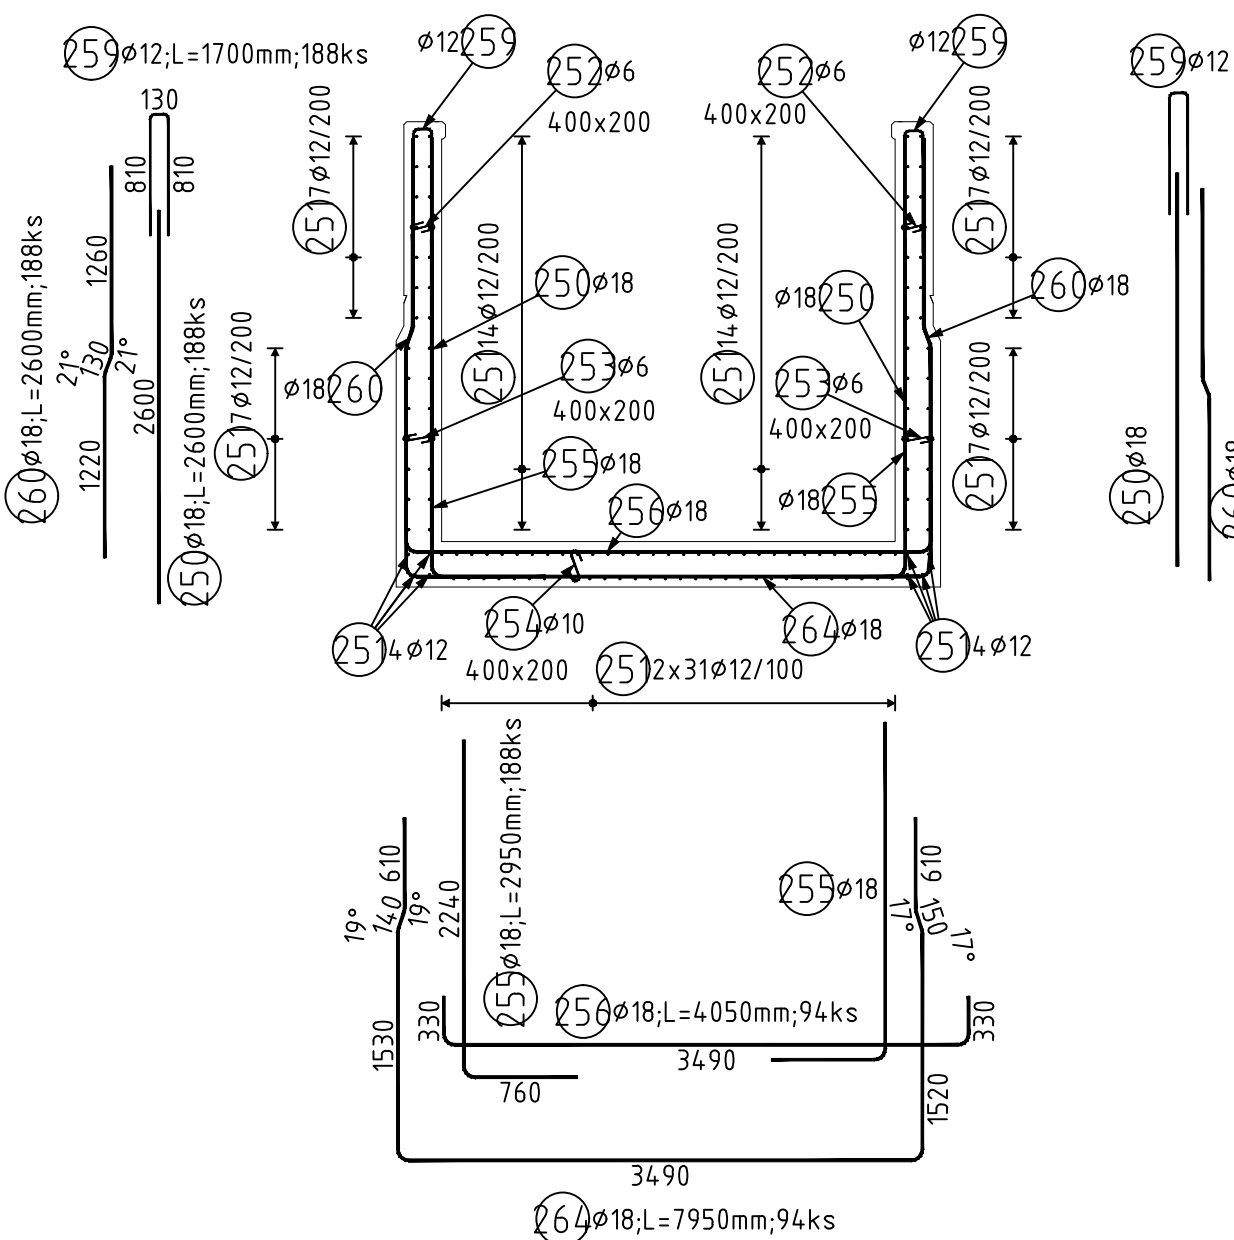 259ø12;L=1700mm;188ks
ø12 259
ø12 259
259ø12
252ø6
400x200
252ø6
400x200
130
810
810
251 7ø12/200
251 14ø12/200
251 14ø12/200
251 7ø12/200
260ø18;L=2600mm;188ks
1260
21°
130
21°
1220
2600
250ø18;L=2600mm;188ks
251 7ø12/200
250ø18
ø18 250
260ø18
ø18 260
253ø6
400x200
253ø6
400x200
251 7ø12/200
255ø18
ø18 255
256ø18
250ø18
260ø18
254ø10
400x200
264ø18
251 4ø12
251 4ø12
251 2x31ø12/100
610
19°
140
19°
1530
2240
255ø18;L=2950mm;188ks
255ø18
610
17°
150
17°
256ø18;L=4050mm;94ks
330
330
3490
760
1520
3490
264ø18;L=7950mm;94ks